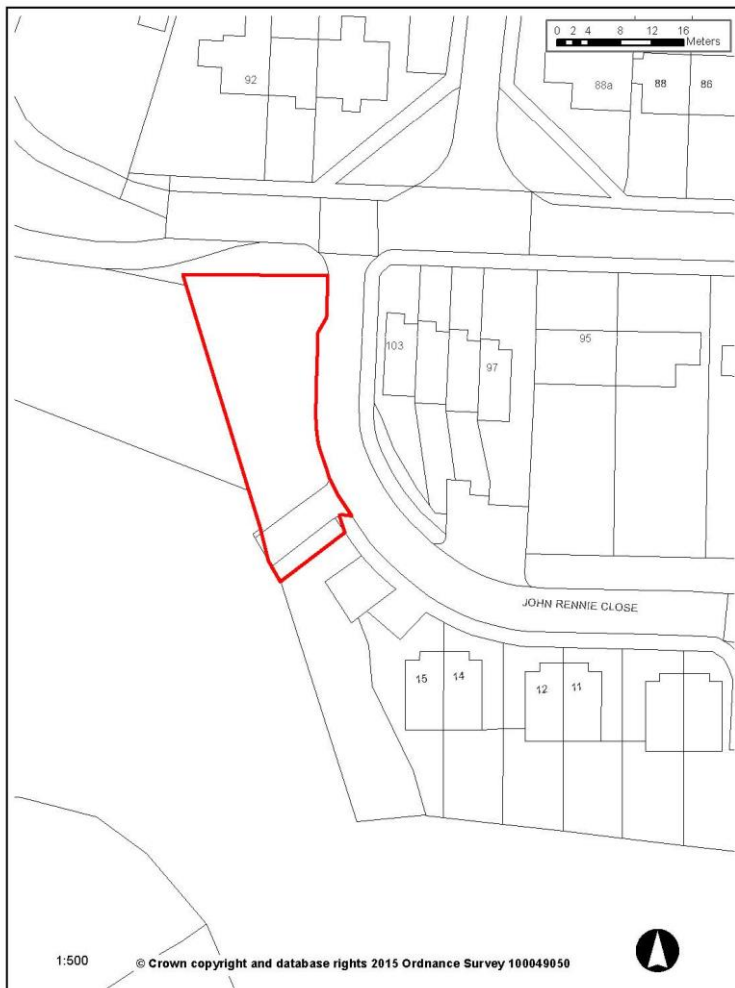 0 2 4 8 12 16
Meters
92
88a 88 86
103
95
97
JOHN RENNIE CLOSE
15 14
12 11
1:500
© Crown copyright and database rights 2015 Ordnance Survey 100049050